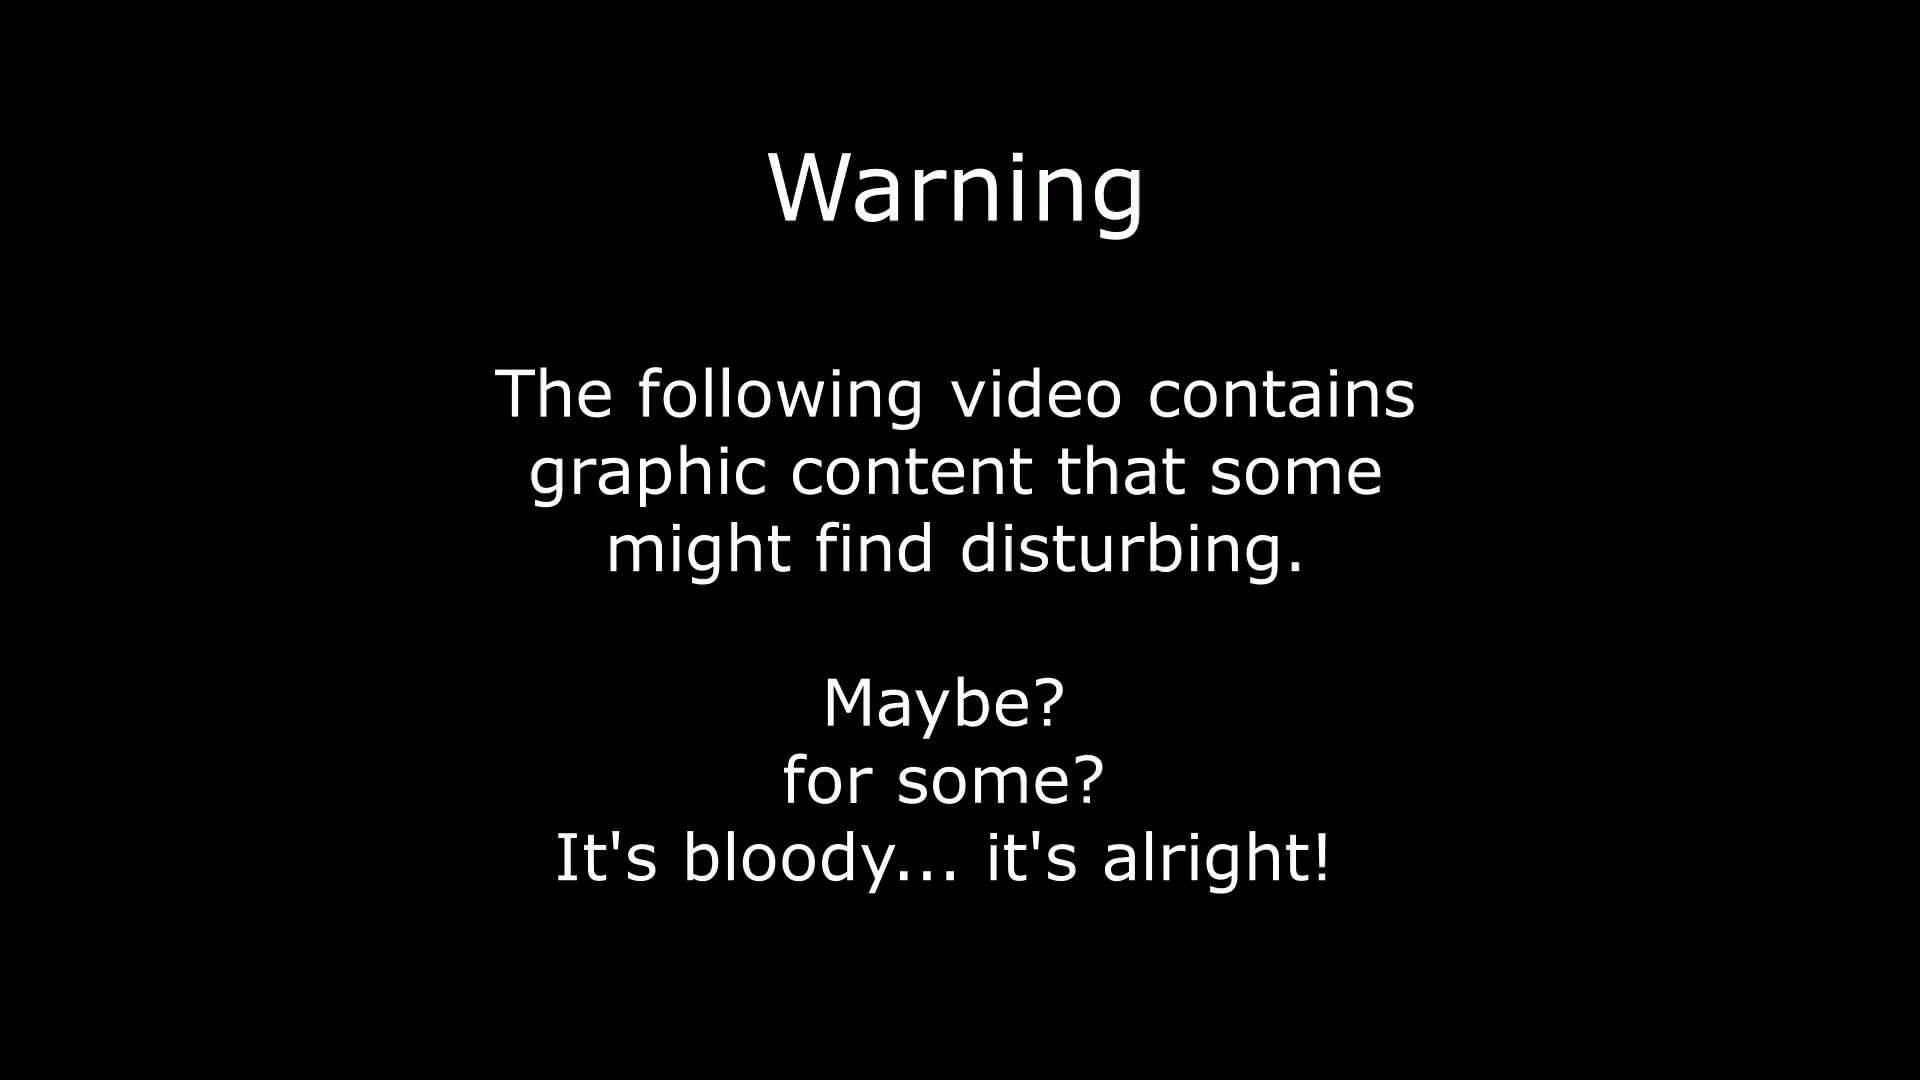 Warning
The following video contains
graphic content that some
might find disturbing.
Maybe?
for some?
It's bloody... it's alright!